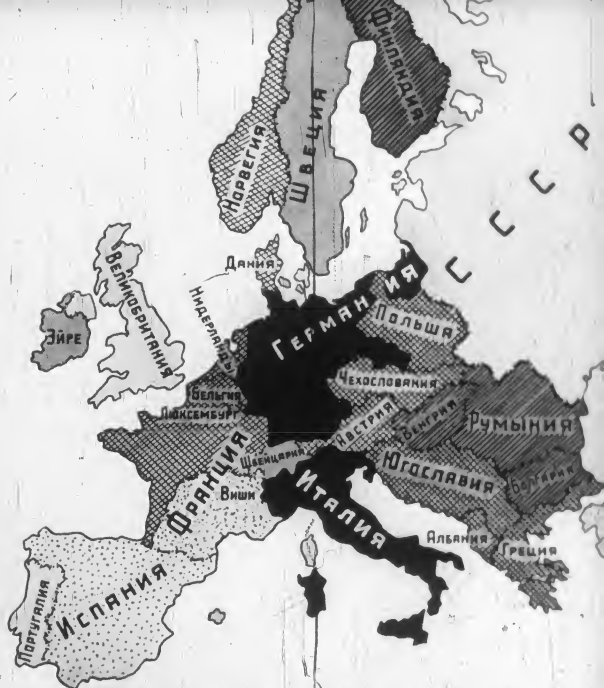 ФИНЛЯНДИЯ
НОРВЕГИЯ
ШВЕЦИЯ
СССР
ДАНИЯ
ВЕЛИКОБРИТАНИЯ
ЭЙРЕ
НИДЕРЛАНДЫ
ГЕРМАНИЯ
ПОЛЬША
БЕЛЬГИЯ
ЛЮКСЕМБУРГ
ЧЕХОСЛОВАКИЯ
АВСТРИЯ
ВЕНГРИЯ
РУМЫНИЯ
ФРАНЦИЯ
ШВЕЙЦАРИЯ
ЮГОСЛАВИЯ
БОЛГАРИЯ
ВИШИ
ИТАЛИЯ
АЛБАНИЯ
ГРЕЦИЯ
ИСПАНИЯ
ПОРТУГАЛИЯ